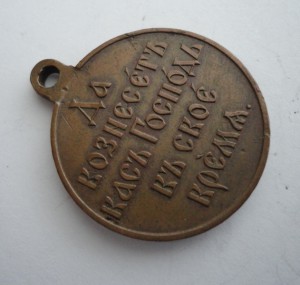 Да
вознесетъ
васъ Господь
въ свое
время.